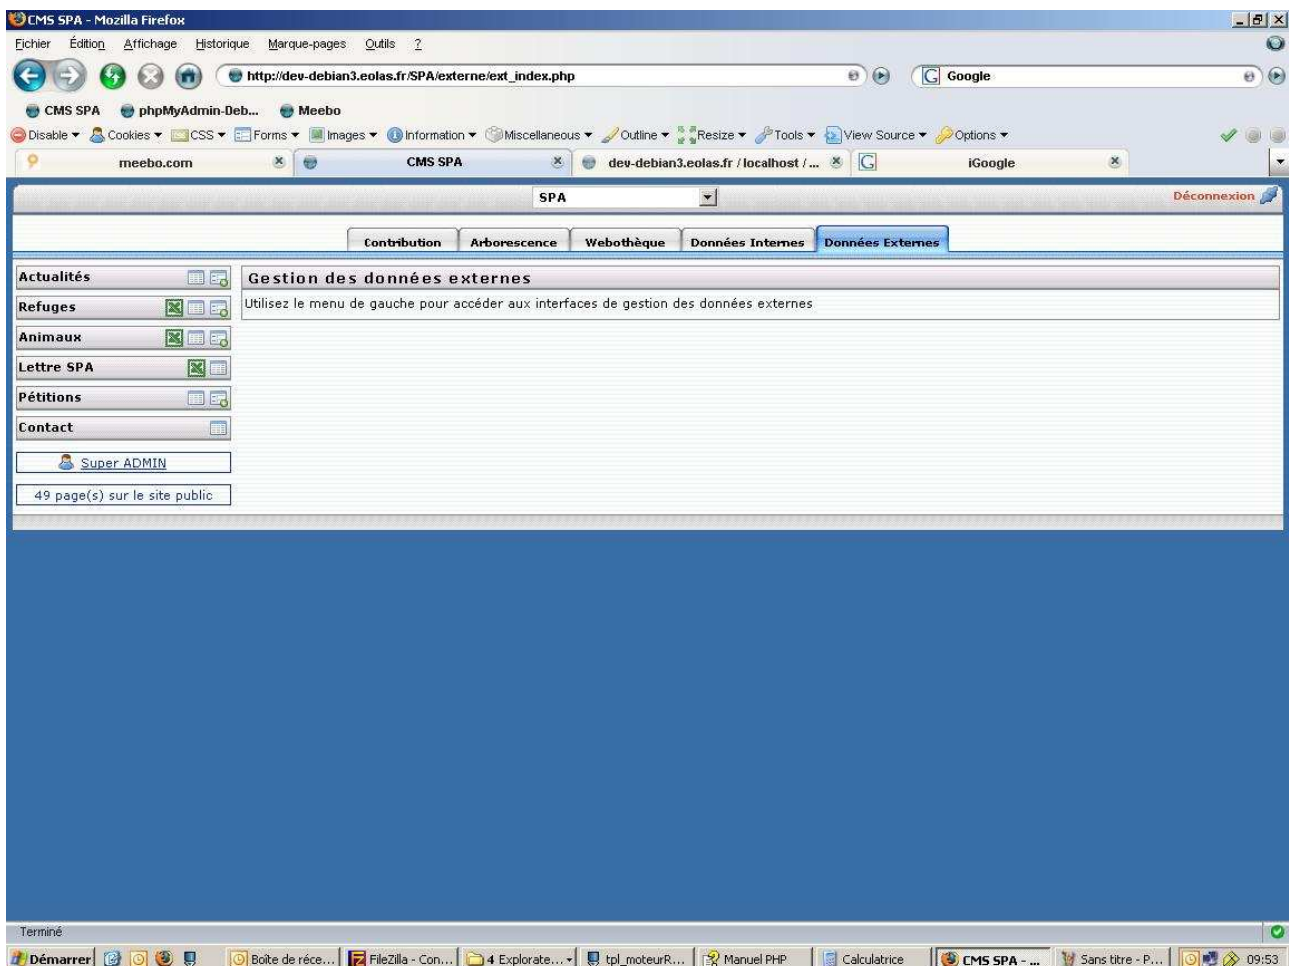 CMS SPA - Mozilla Firefox
Fichier Édition Affichage Historique Marque-pages Outils ?
http://dev-debian3.eolas.fr/SPA/externe/ext_index.php Google
CMS SPA phpMyAdmin-Deb... Meebo
Disable Cookies CSS Forms Images Information Miscellaneous Outline Resize Tools View Source Options
meebo.com CMS SPA dev-debian3.eolas.fr / localhost / ... iGoogle
SPA Déconnexion
Contribution Arborescence Webothèque Données Internes Données Externes
Actualités
Refuges
Animaux
Lettre SPA
Pétitions
Contact
Super ADMIN
49 page(s) sur le site public
Gestion des données externes
Utilisez le menu de gauche pour accéder aux interfaces de gestion des données externes
Terminé
Démarrer Boîte de réce... FileZilla - Con... 4 Explorate... tpl_moteurR... Manuel PHP Calculatrice CMS SPA - ... Sans titre - P... 09:53